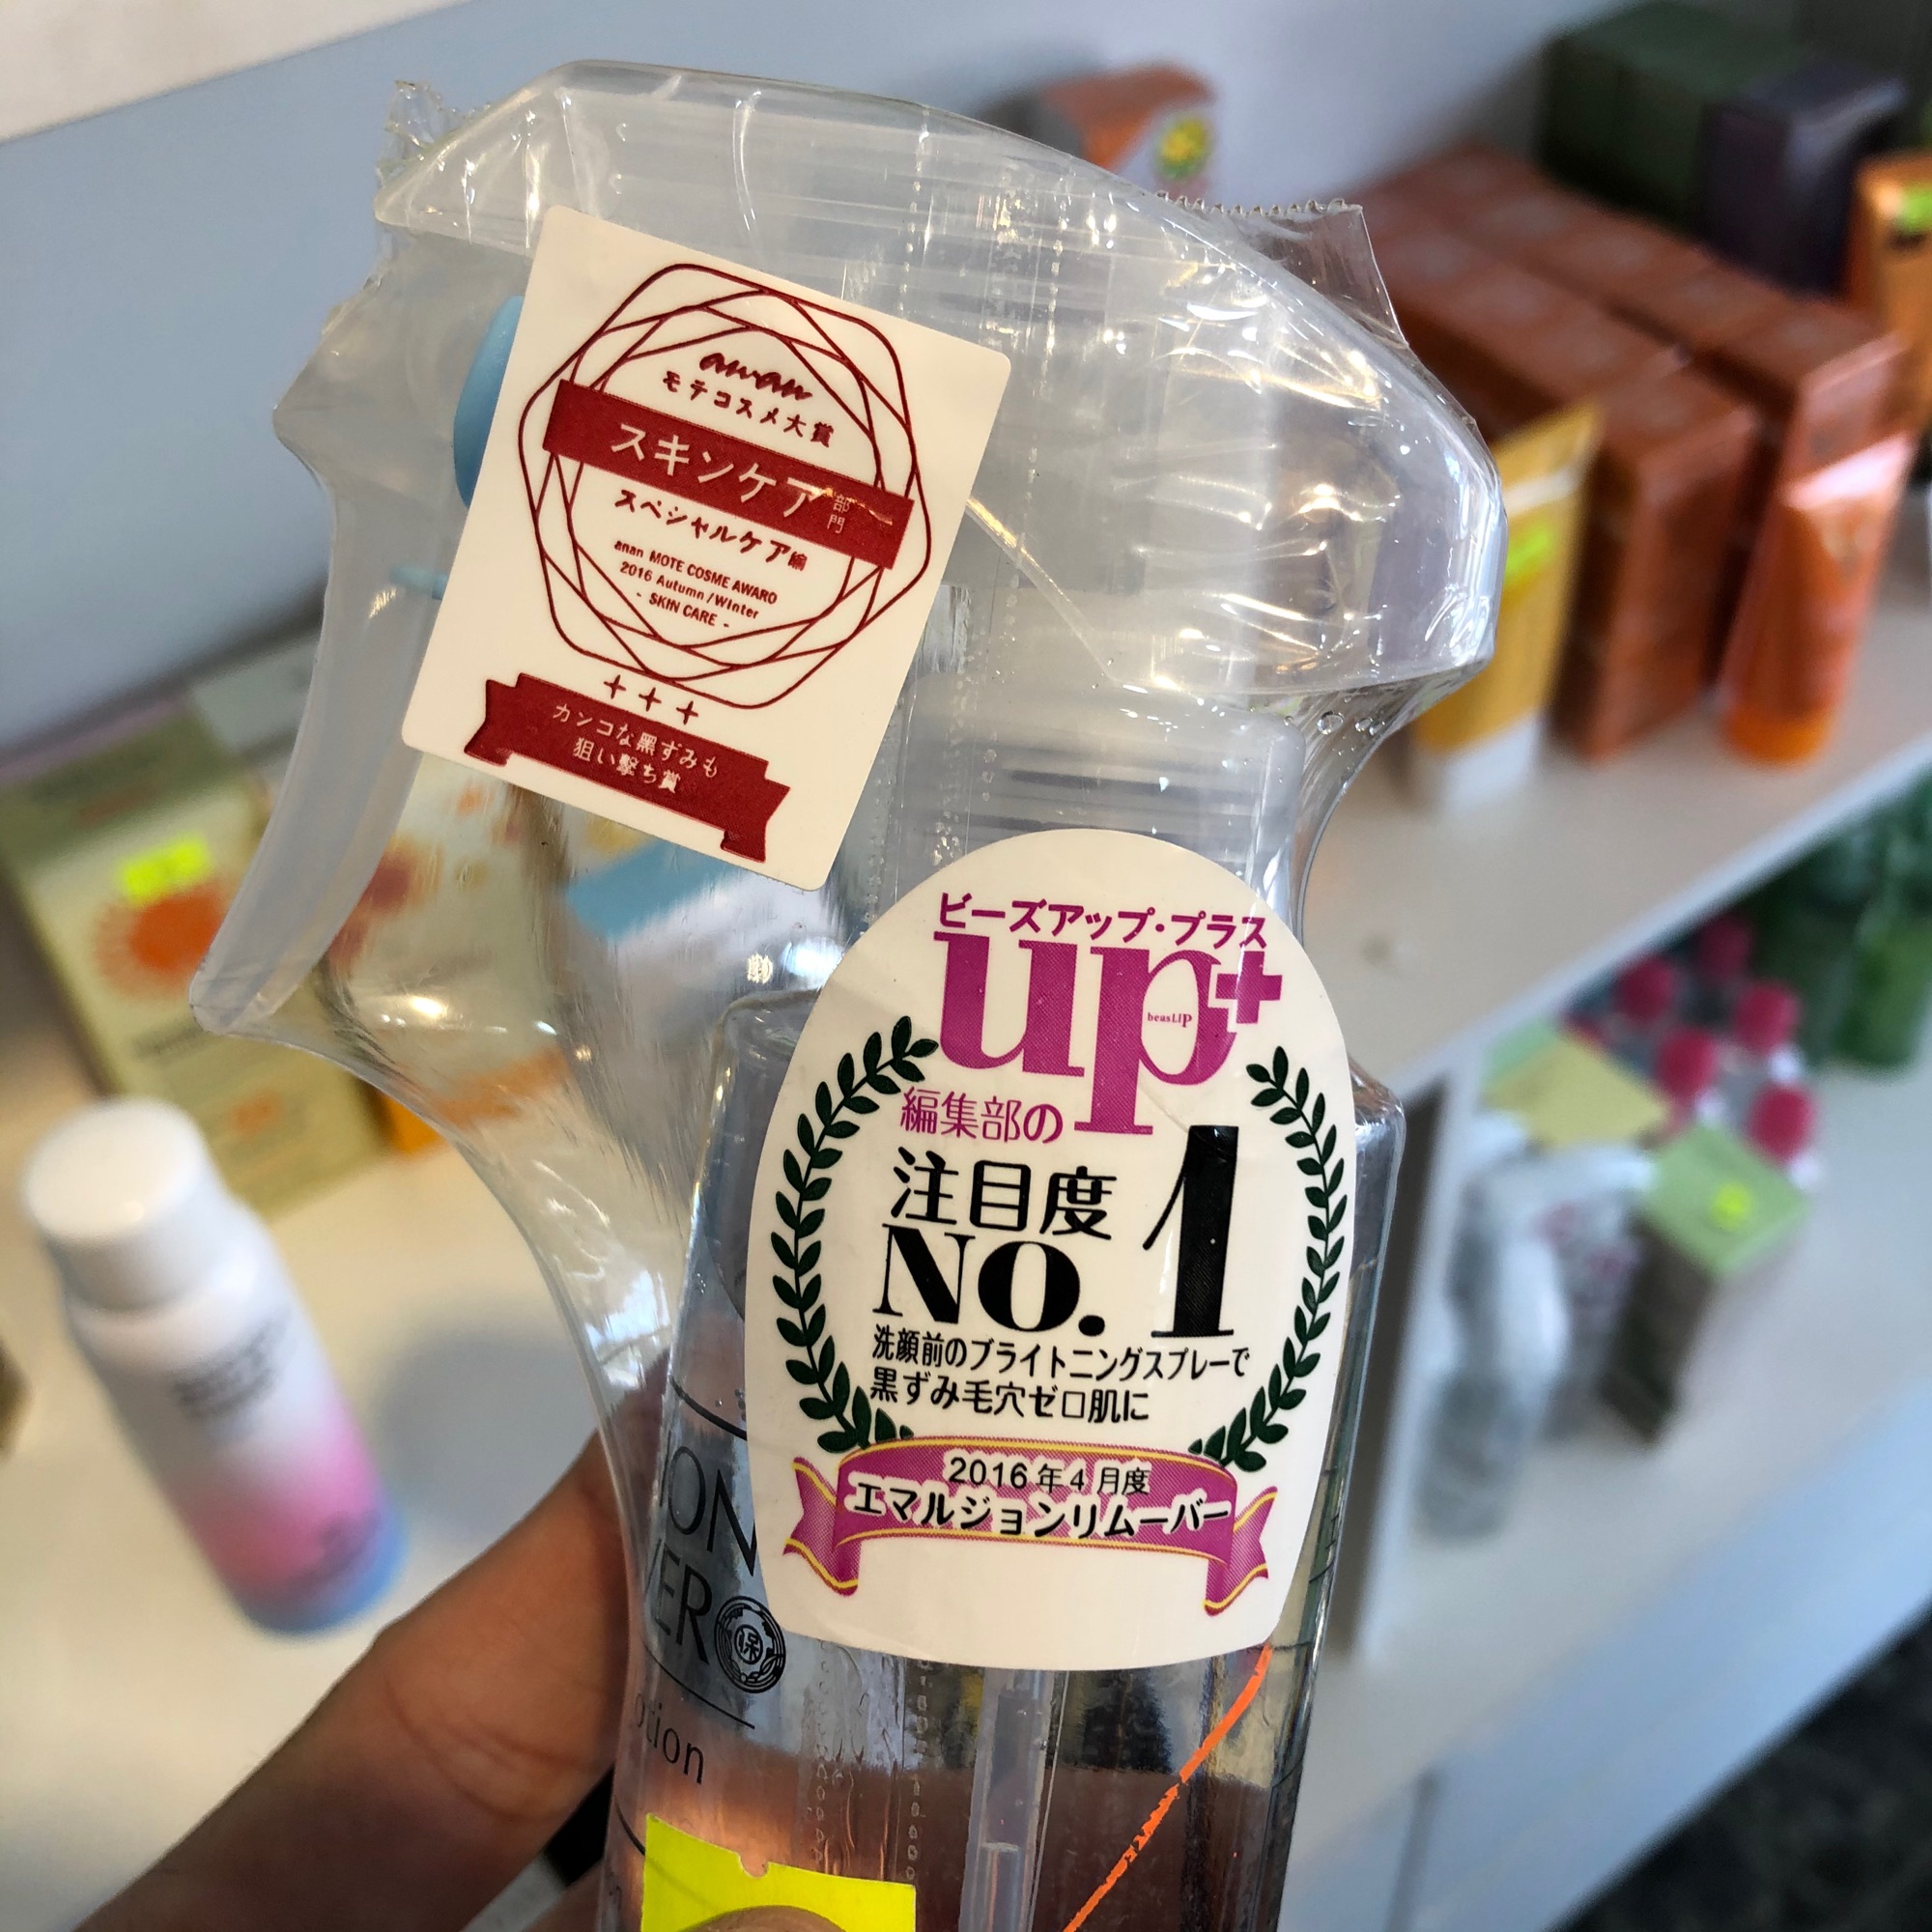 anan
モテコスメ大賞
スキンケア部門
スペシャルケア編
anan MOTE COSME AWARD
2016 Autumn/Winter
- SKIN CARE -
+ + +
ガンコな黒ずみも
狙い撃ち賞
ビーズアップ・プラス
up+
beasUP
編集部の
注目度
NO.1
洗顔前のブライトニングスプレーで
黒ずみ毛穴ゼロ肌に
2016年4月度
エマルジョンリムーバー
ION
VER
保
otion